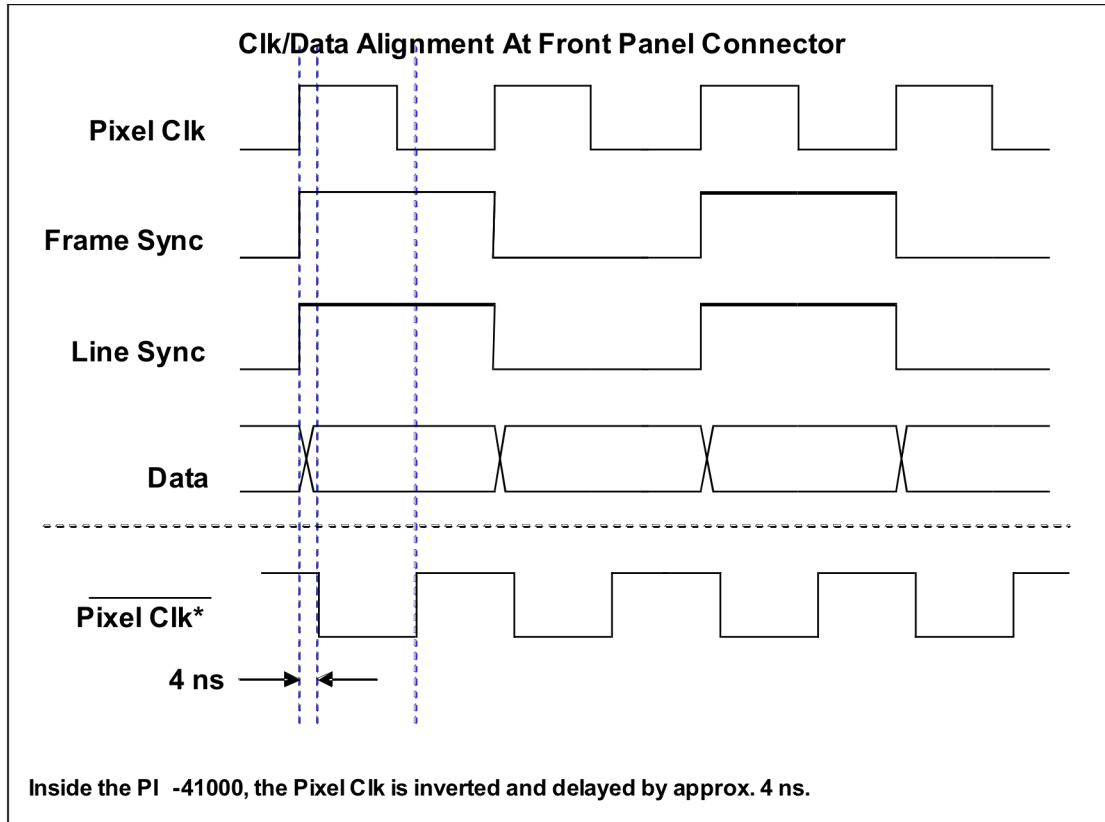 Clk/Data Alignment At Front Panel Connector
Pixel Clk
Frame Sync
Line Sync
Data
Pixel Clk*
4 ns
Inside the PI -41000, the Pixel Clk is inverted and delayed by approx. 4 ns.